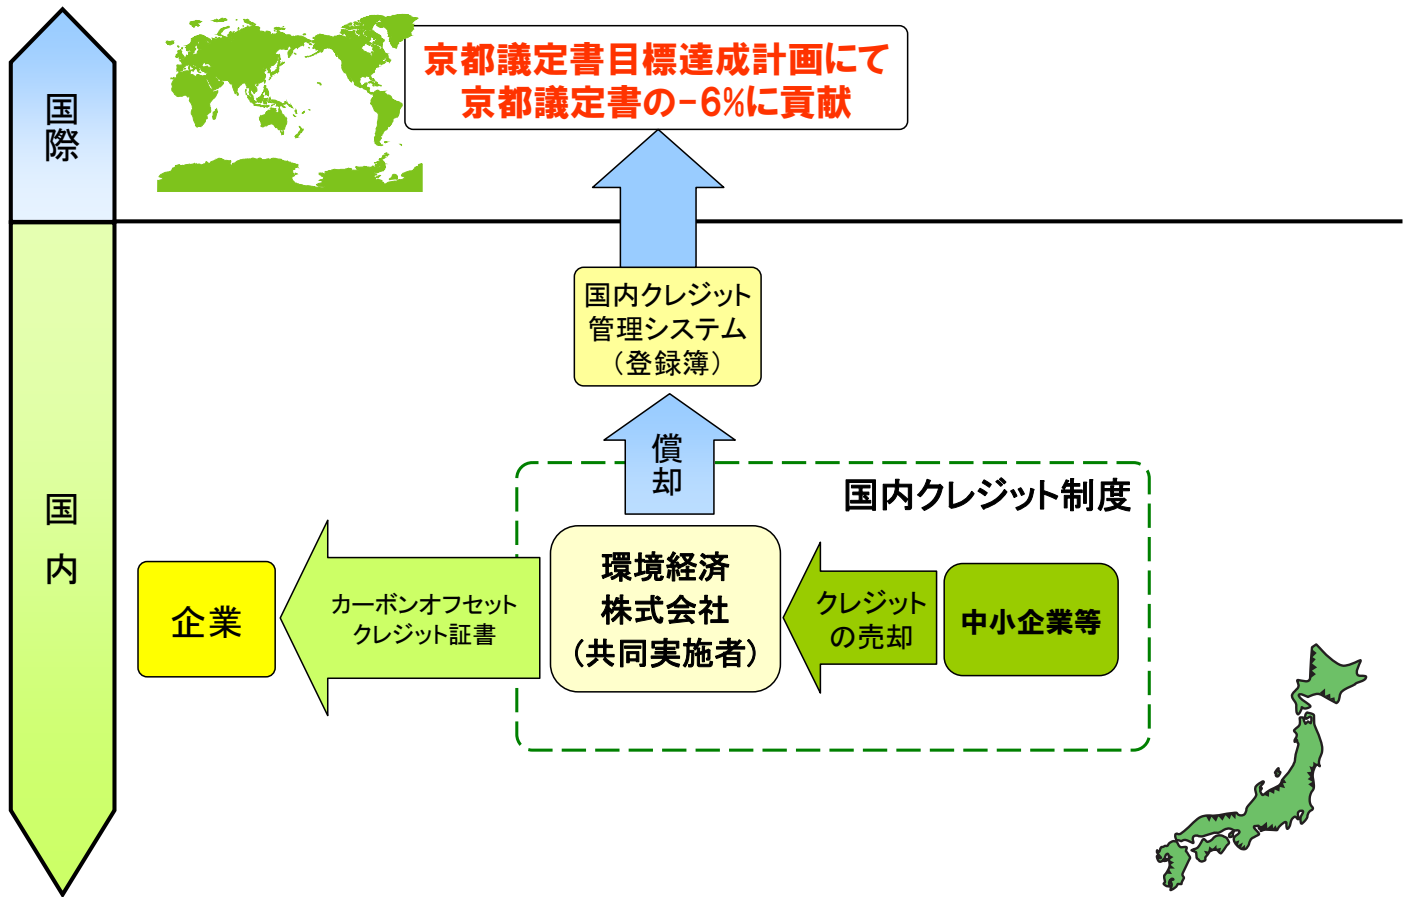 京都議定書目標達成計画にて
京都議定書の-6%に貢献
国際
国内クレジット
管理システム
(登録簿)
償却
国内クレジット制度
国内
企業
カーボンオフセット
クレジット証書
環境経済
株式会社
(共同実施者)
クレジット
の売却
中小企業等